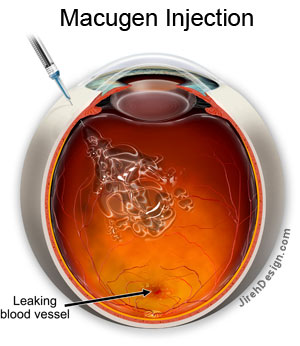 Macugen Injection
Leaking
blood vessel
JirehDesign.com